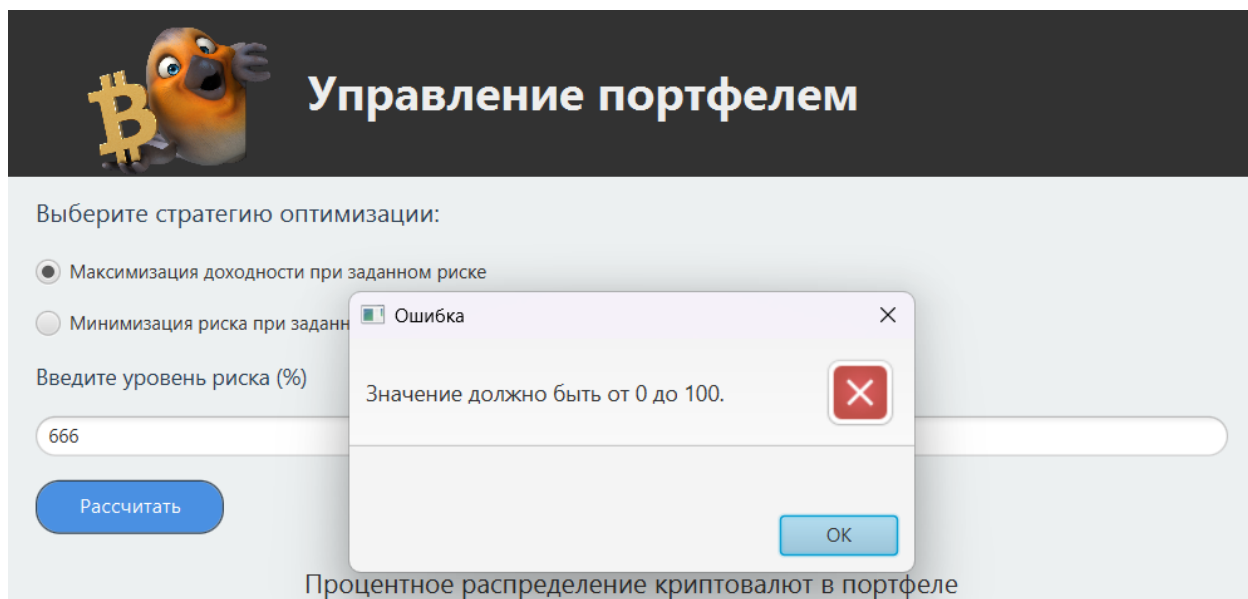 Управление портфелем
Выберите стратегию оптимизации:
Максимизация доходности при заданном риске
Минимизация риска при заданн
Ошибка
Введите уровень риска (%)
Значение должно быть от 0 до 100.
666
Рассчитать
OK
Процентное распределение криптовалют в портфеле